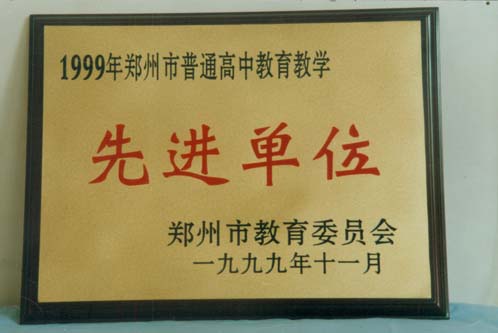 1999年郑州市普通高中教育教学
先进单位
郑州市教育委员会
一九九九年十一月